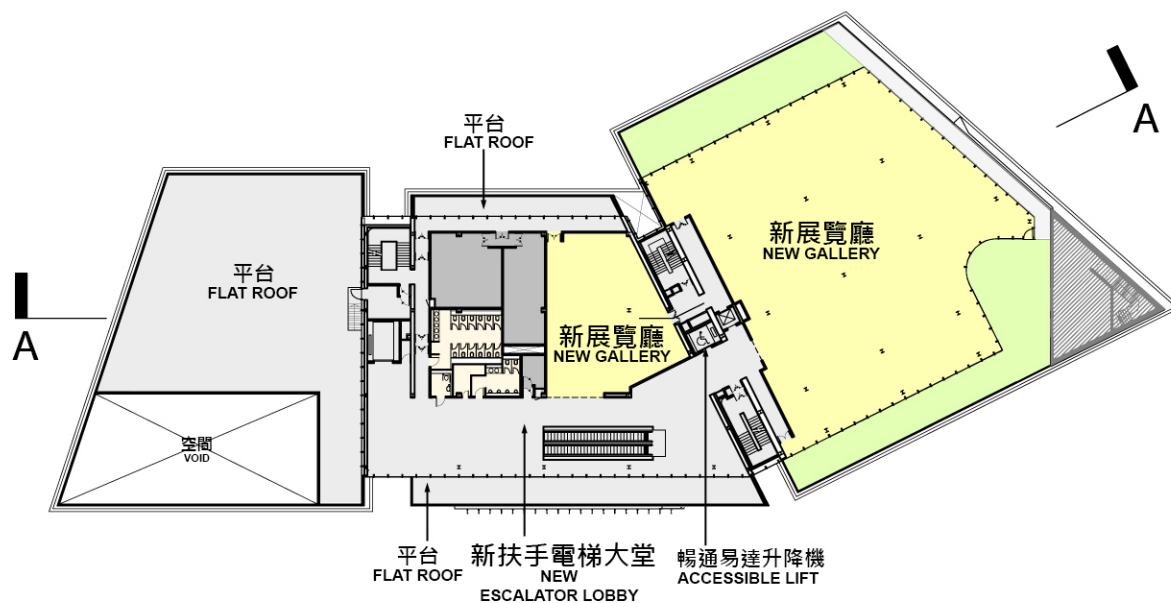 平台
FLAT ROOF
A
新展覽廳
NEW GALLERY
平台
FLAT ROOF
新展覽廳
NEW GALLERY
A
空間
VOID
平台
FLAT ROOF
新扶手電梯大堂
NEW
ESCALATOR LOBBY
暢通易達升降機
ACCESSIBLE LIFT